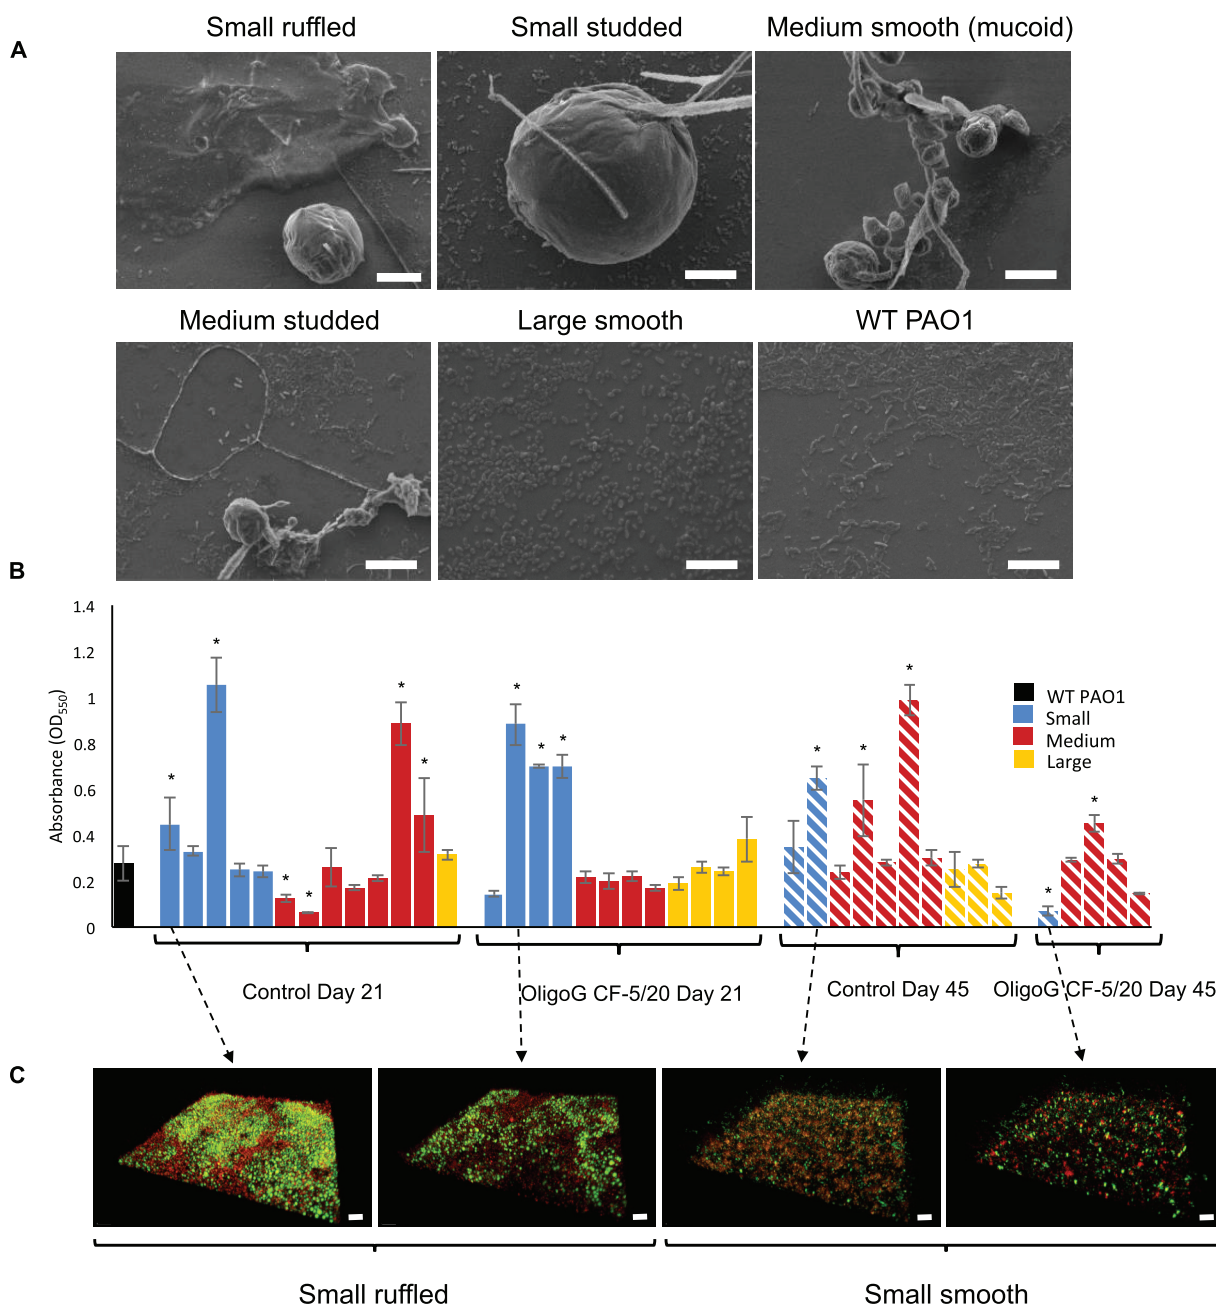 A
Small ruffled
Small studded
Medium smooth (mucoid)
Medium studded
Large smooth
WT PAO1
B
Absorbance (OD550)
1.4
1.2
1
0.8
0.6
0.4
0.2
0
* * * * * * * * * * * * * *
WT PAO1
Small
Medium
Large
Control Day 21
OligoG CF-5/20 Day 21
Control Day 45
OligoG CF-5/20 Day 45
C
Small ruffled
Small smooth